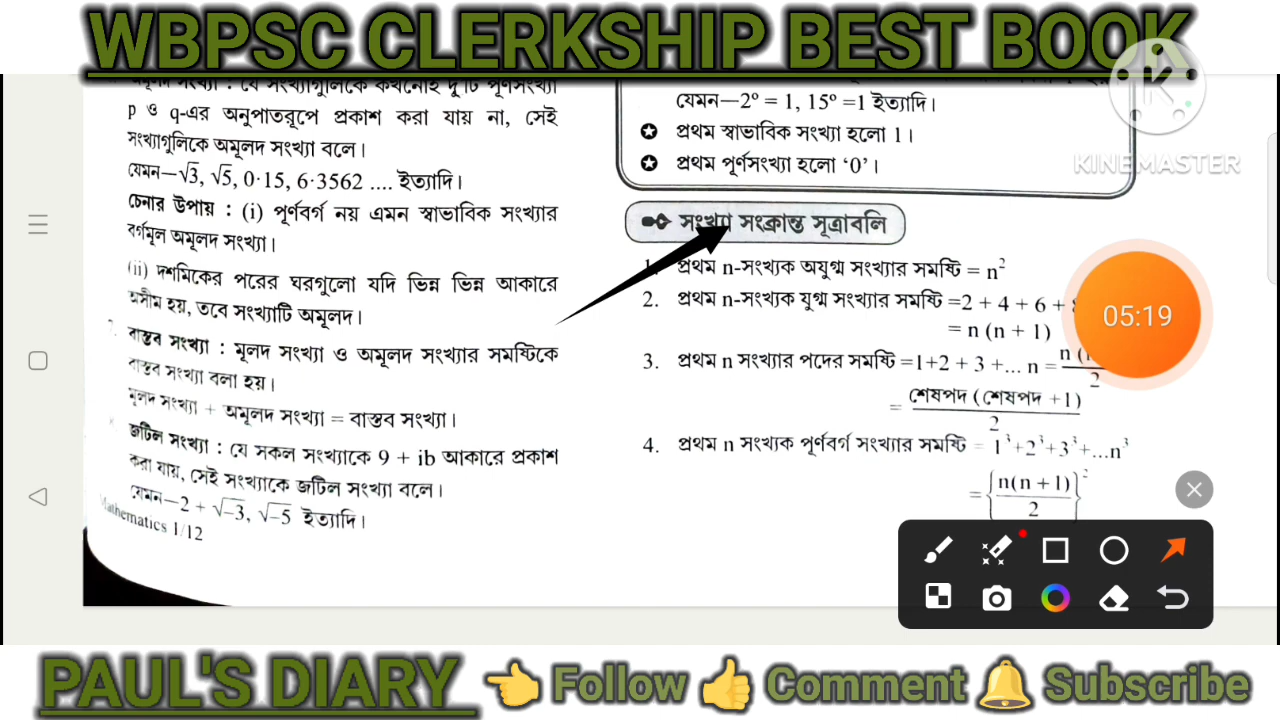 WBPSC CLERKSHIP BEST BOOK
KINEMASTER
অমূলদ সংখ্যা : যে সংখ্যাগুলিকে কখনোই দু'টি পূর্ণসংখ্যা
p ও q-এর অনুপাতরূপে প্রকাশ করা যায় না, সেই
সংখ্যাগুলিকে অমূলদ সংখ্যা বলে।
যেমন—√3, √5, 0·15, 6·3562 .... ইত্যাদি।
চেনার উপায় : (i) পূর্ণবর্গ নয় এমন স্বাভাবিক সংখ্যার
বর্গমূল অমূলদ সংখ্যা।
(ii) দশমিকের পরের ঘরগুলো যদি ভিন্ন ভিন্ন আকারে
অসীম হয়, তবে সংখ্যাটি অমূলদ।
বাস্তব সংখ্যা : মূলদ সংখ্যা ও অমূলদ সংখ্যার সমষ্টিকে
বাস্তব সংখ্যা বলা হয়।
মূলদ সংখ্যা + অমূলদ সংখ্যা = বাস্তব সংখ্যা।
জটিল সংখ্যা : যে সকল সংখ্যাকে 9 + ib আকারে প্রকাশ
করা যায়, সেই সংখ্যাকে জটিল সংখ্যা বলে।
যেমন—2 + √–3, √–5 ইত্যাদি।
Mathematics 1/12
যেমন—2º = 1, 15º =1 ইত্যাদি।
প্রথম স্বাভাবিক সংখ্যা হলো 1।
প্রথম পূর্ণসংখ্যা হলো ‘0’।
সংখ্যা সংক্রান্ত সূত্রাবলি
1. প্রথম n-সংখ্যক অযুগ্ম সংখ্যার সমষ্টি = n²
2. প্রথম n-সংখ্যক যুগ্ম সংখ্যার সমষ্টি =2 + 4 + 6 +
= n (n + 1)
3. প্রথম n সংখ্যার পদের সমষ্টি =1+2 + 3 +... n = n ( / 2
= শেষপদ (শেষপদ +1) / 2
4. প্রথম n সংখ্যক পূর্ণবর্গ সংখ্যার সমষ্টি = 1³+2³+3³+...n³
= {n(n + 1) / 2}²
05:19
PAUL'S DIARY 👈 Follow 👍 Comment 🔔 Subscribe